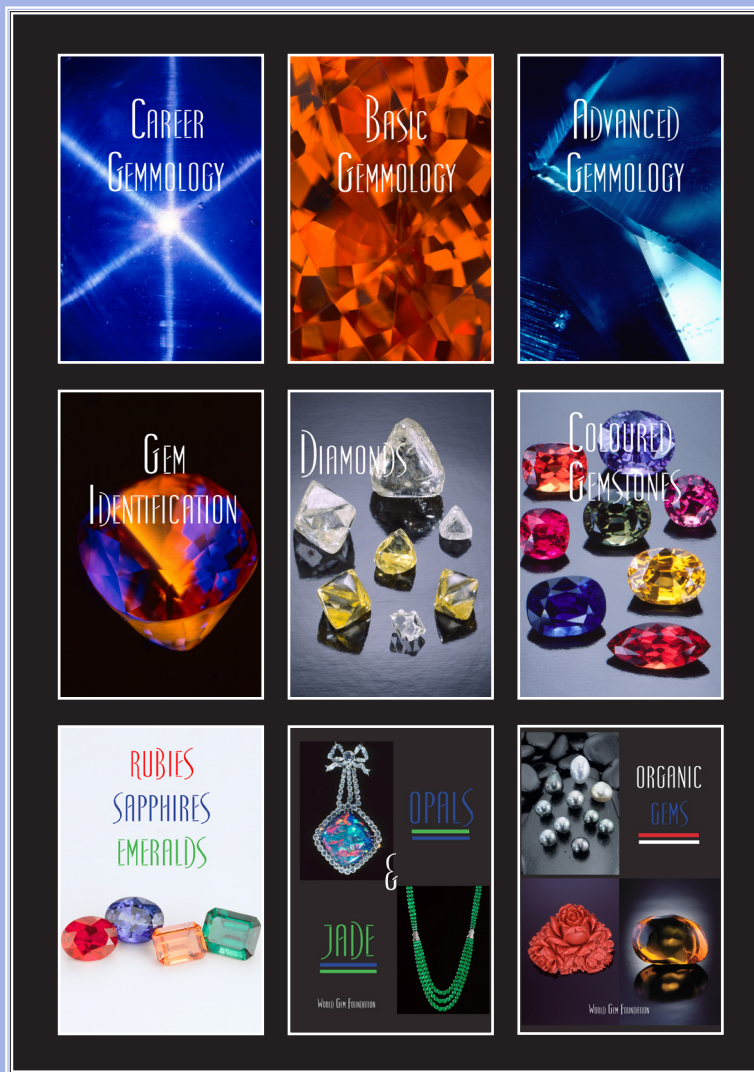 CAREER
GEMMOLOGY
BASIC
GEMMOLOGY
ADVANCED
GEMMOLOGY
GEM
IDENTIFICATION
DIAMONDS
COLOURED
GEMSTONES
RUBIES
SAPPHIRES
EMERALDS
OPALS
&
JADE
WORLD GEM FOUNDATION
ORGANIC
GEMS
WORLD GEM FOUNDATION